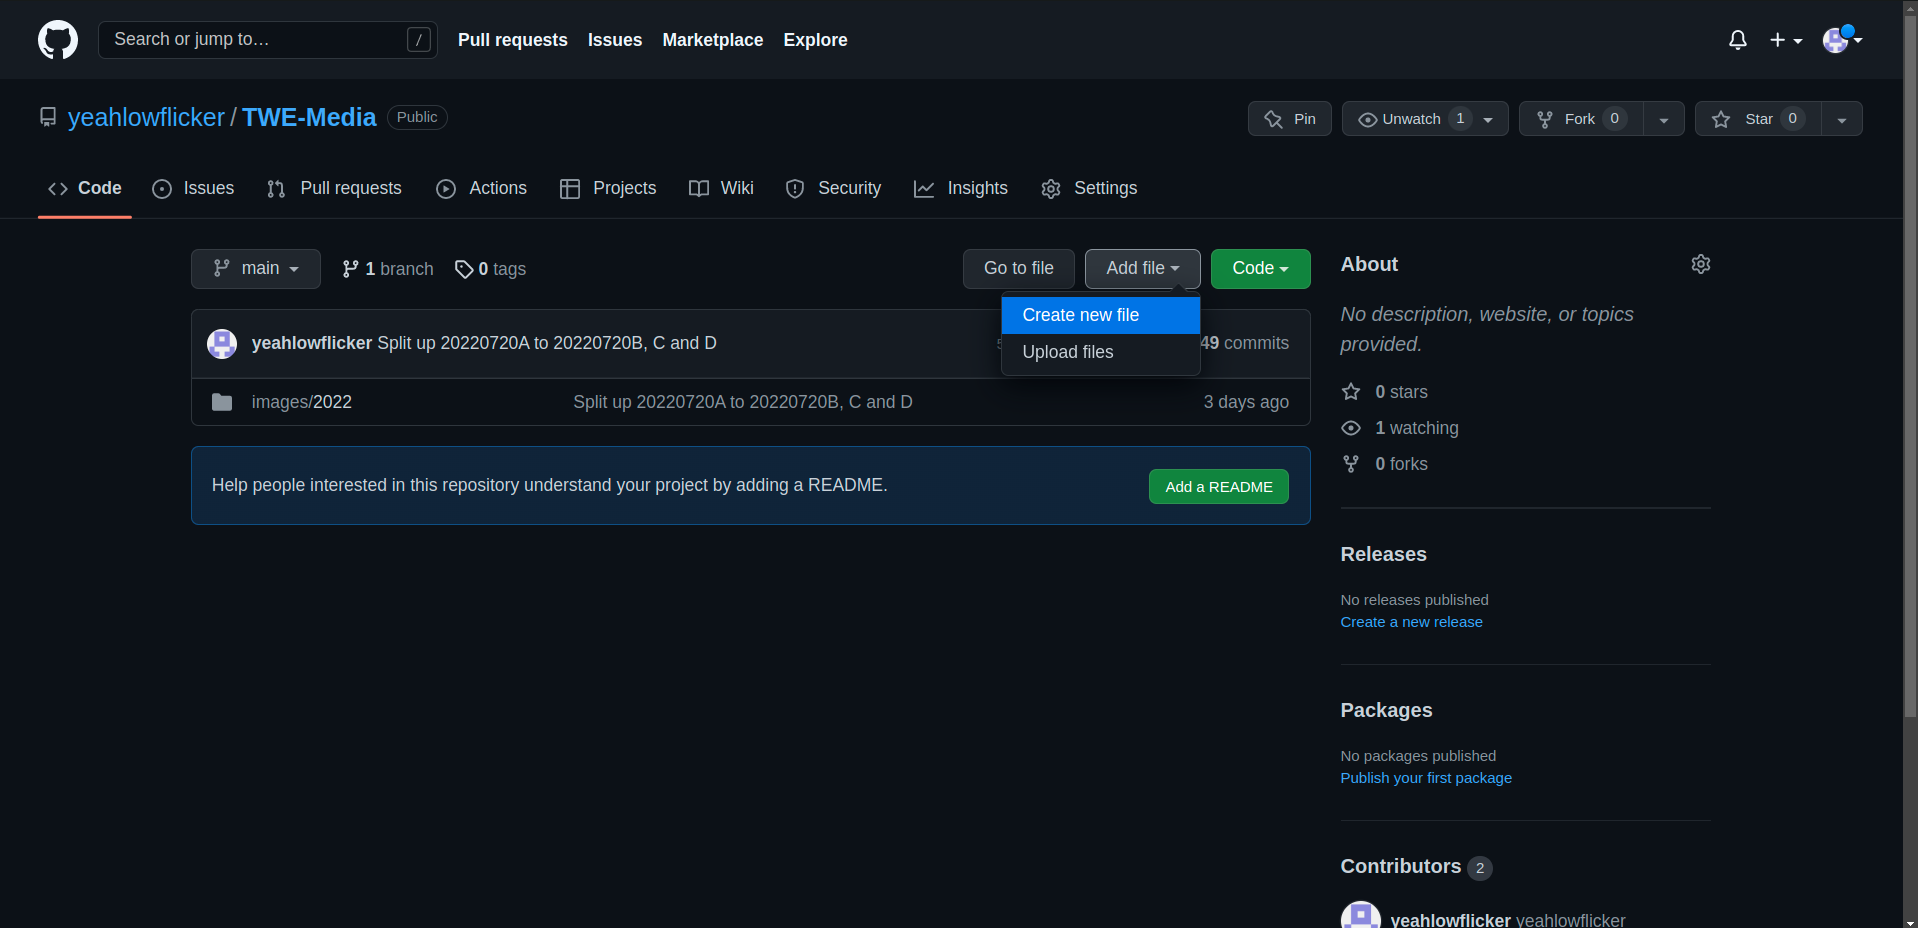 Search or jump to… /
Pull requests Issues Marketplace Explore
yeahlowflicker / TWE-Media Public
Pin Unwatch 1 Fork 0 Star 0
Code Issues Pull requests Actions Projects Wiki Security Insights Settings
main 1 branch 0 tags
Go to file Add file Code
Create new file
Upload files
yeahlowflicker Split up 20220720A to 20220720B, C and D 49 commits
images/2022 Split up 20220720A to 20220720B, C and D 3 days ago
Help people interested in this repository understand your project by adding a README. Add a README
About
No description, website, or topics
provided.
0 stars
1 watching
0 forks
Releases
No releases published
Create a new release
Packages
No packages published
Publish your first package
Contributors 2
yeahlowflicker yeahlowflicker